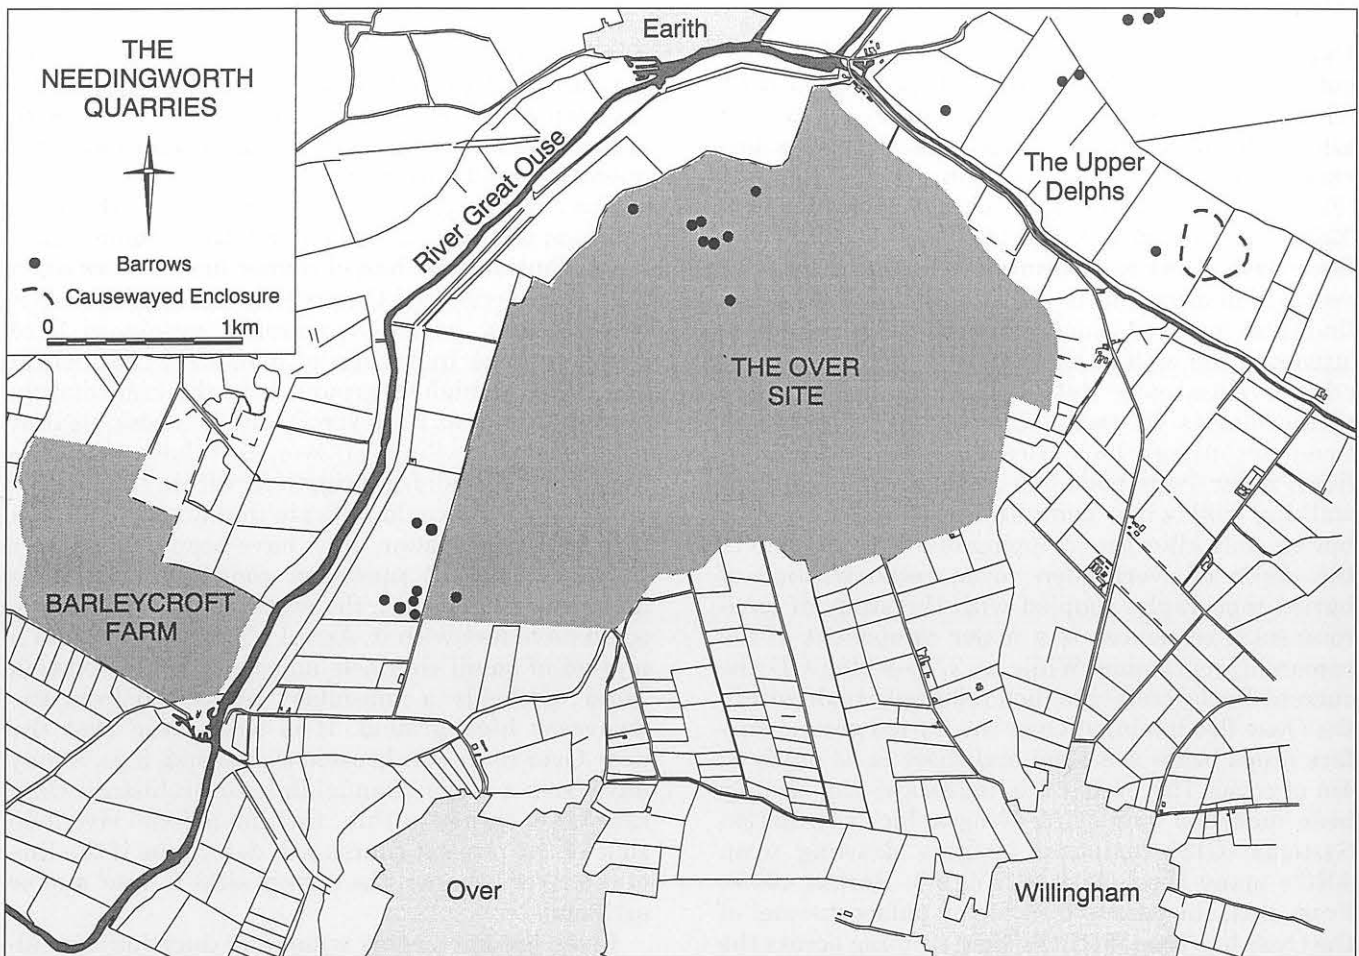 THE
NEEDINGWORTH
QUARRIES
Barrows
Causewayed Enclosure
0 1km
Earith
River Great Ouse
The Upper
Delphs
THE OVER
SITE
BARLEYCROFT
FARM
Over
Willingham